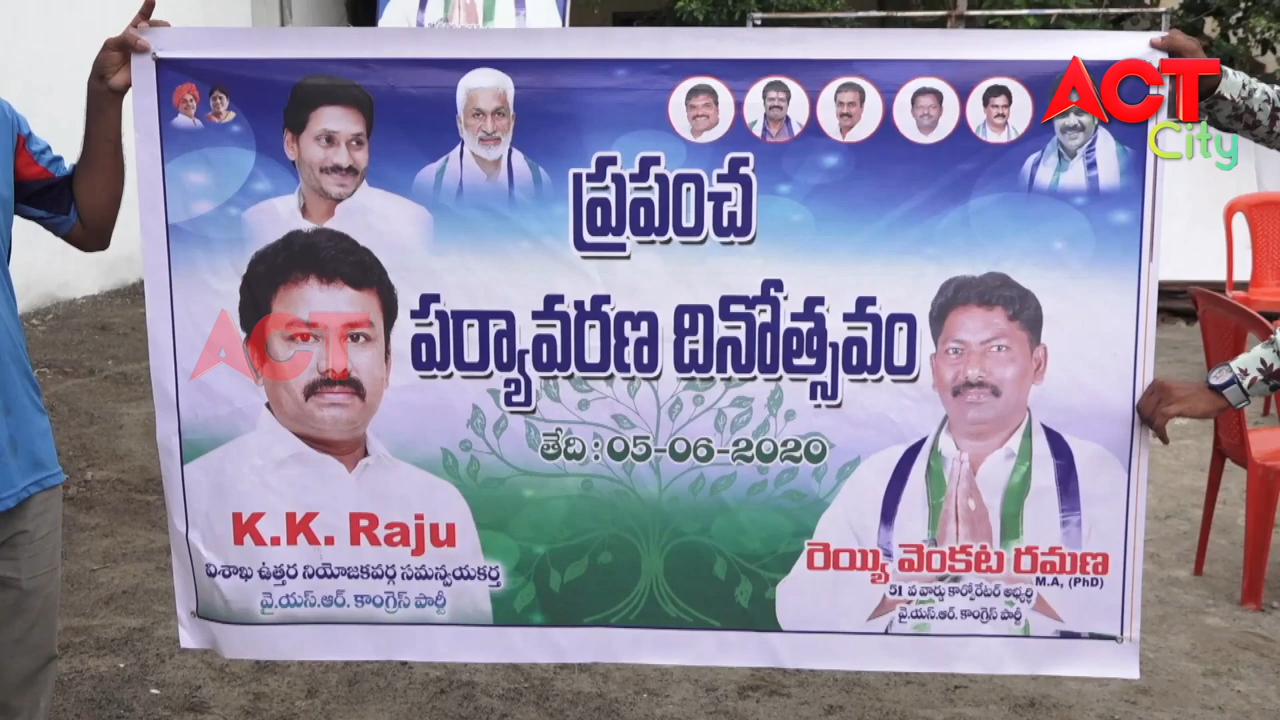 ACT
City
ప్రపంచ
పర్యావరణ దినోత్సవం
ACT
తేది : 05-06-2020
K.K. Raju
విశాఖ ఉత్తర నియోజకవర్గ సమన్వయకర్త
వై.యస్.ఆర్. కాంగ్రెస్ పార్టీ
రెయ్యి వెంకట రమణ
M.A, (PhD)
51 వ వార్డు కార్పోరేటర్ అభ్యర్థి
వై.యస్.ఆర్. కాంగ్రెస్ పార్టీ